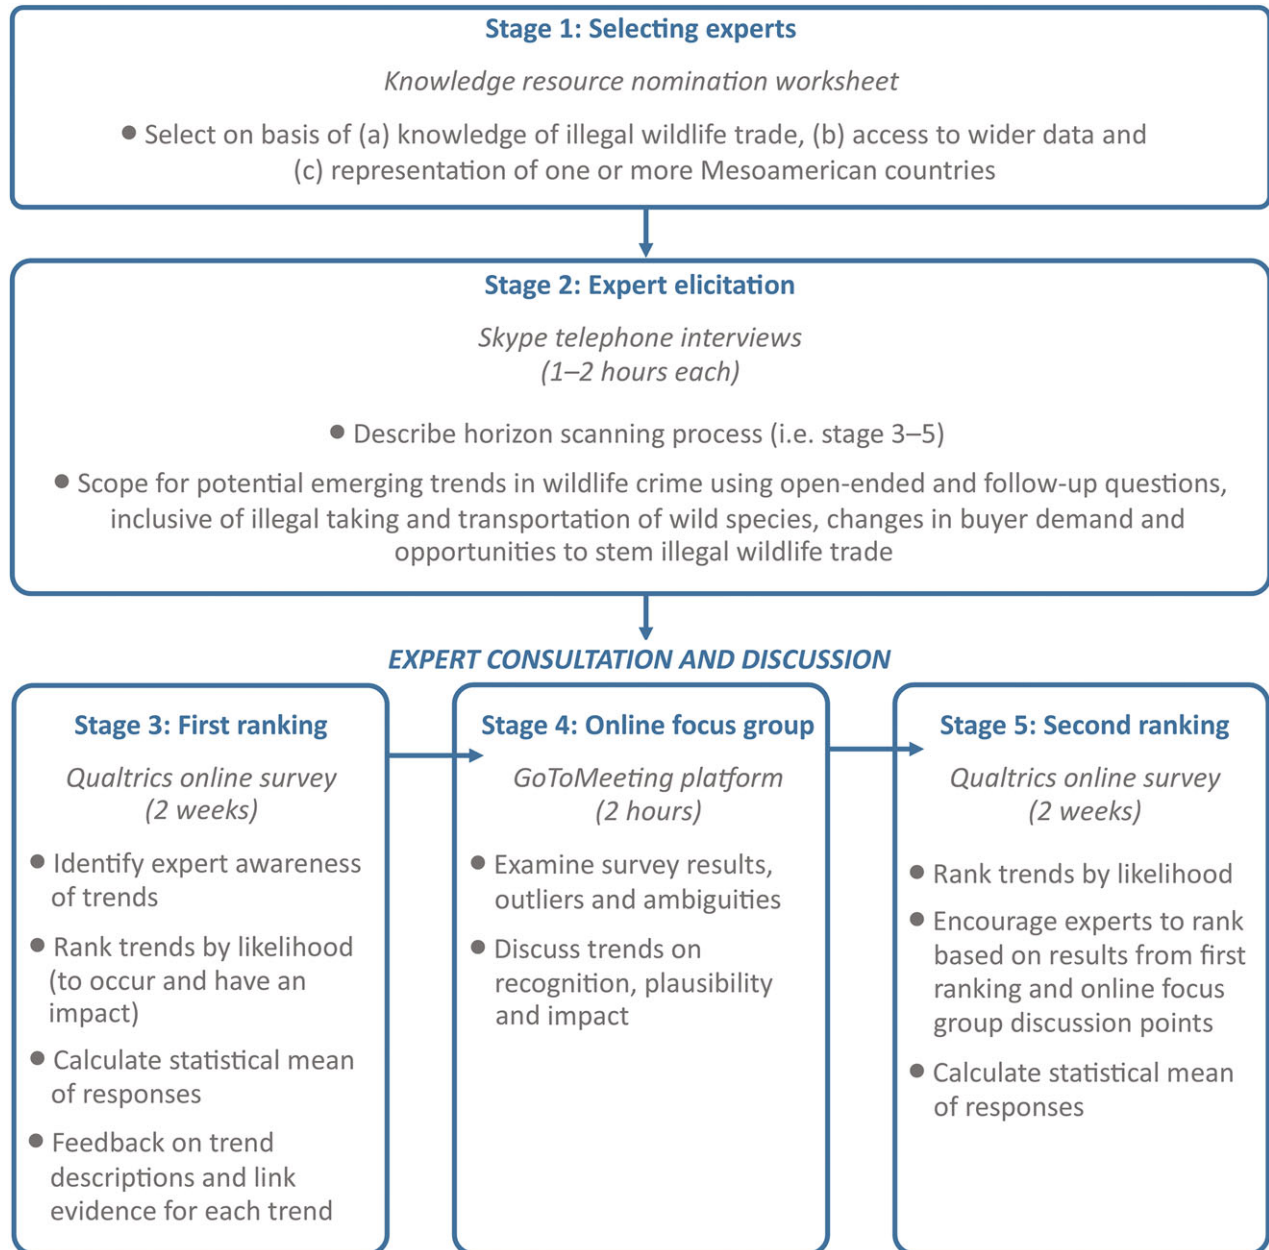 Stage 1: Selecting experts
Knowledge resource nomination worksheet
● Select on basis of (a) knowledge of illegal wildlife trade, (b) access to wider data and
(c) representation of one or more Mesoamerican countries
Stage 2: Expert elicitation
Skype telephone interviews
(1–2 hours each)
● Describe horizon scanning process (i.e. stage 3–5)
● Scope for potential emerging trends in wildlife crime using open-ended and follow-up questions,
inclusive of illegal taking and transportation of wild species, changes in buyer demand and
opportunities to stem illegal wildlife trade
EXPERT CONSULTATION AND DISCUSSION
Stage 3: First ranking
Qualtrics online survey
(2 weeks)
● Identify expert awareness
of trends
● Rank trends by likelihood
(to occur and have an
impact)
● Calculate statistical mean
of responses
● Feedback on trend
descriptions and link
evidence for each trend
Stage 4: Online focus group
GoToMeeting platform
(2 hours)
● Examine survey results,
outliers and ambiguities
● Discuss trends on
recognition, plausibility
and impact
Stage 5: Second ranking
Qualtrics online survey
(2 weeks)
● Rank trends by likelihood
● Encourage experts to rank
based on results from first
ranking and online focus
group discussion points
● Calculate statistical mean
of responses